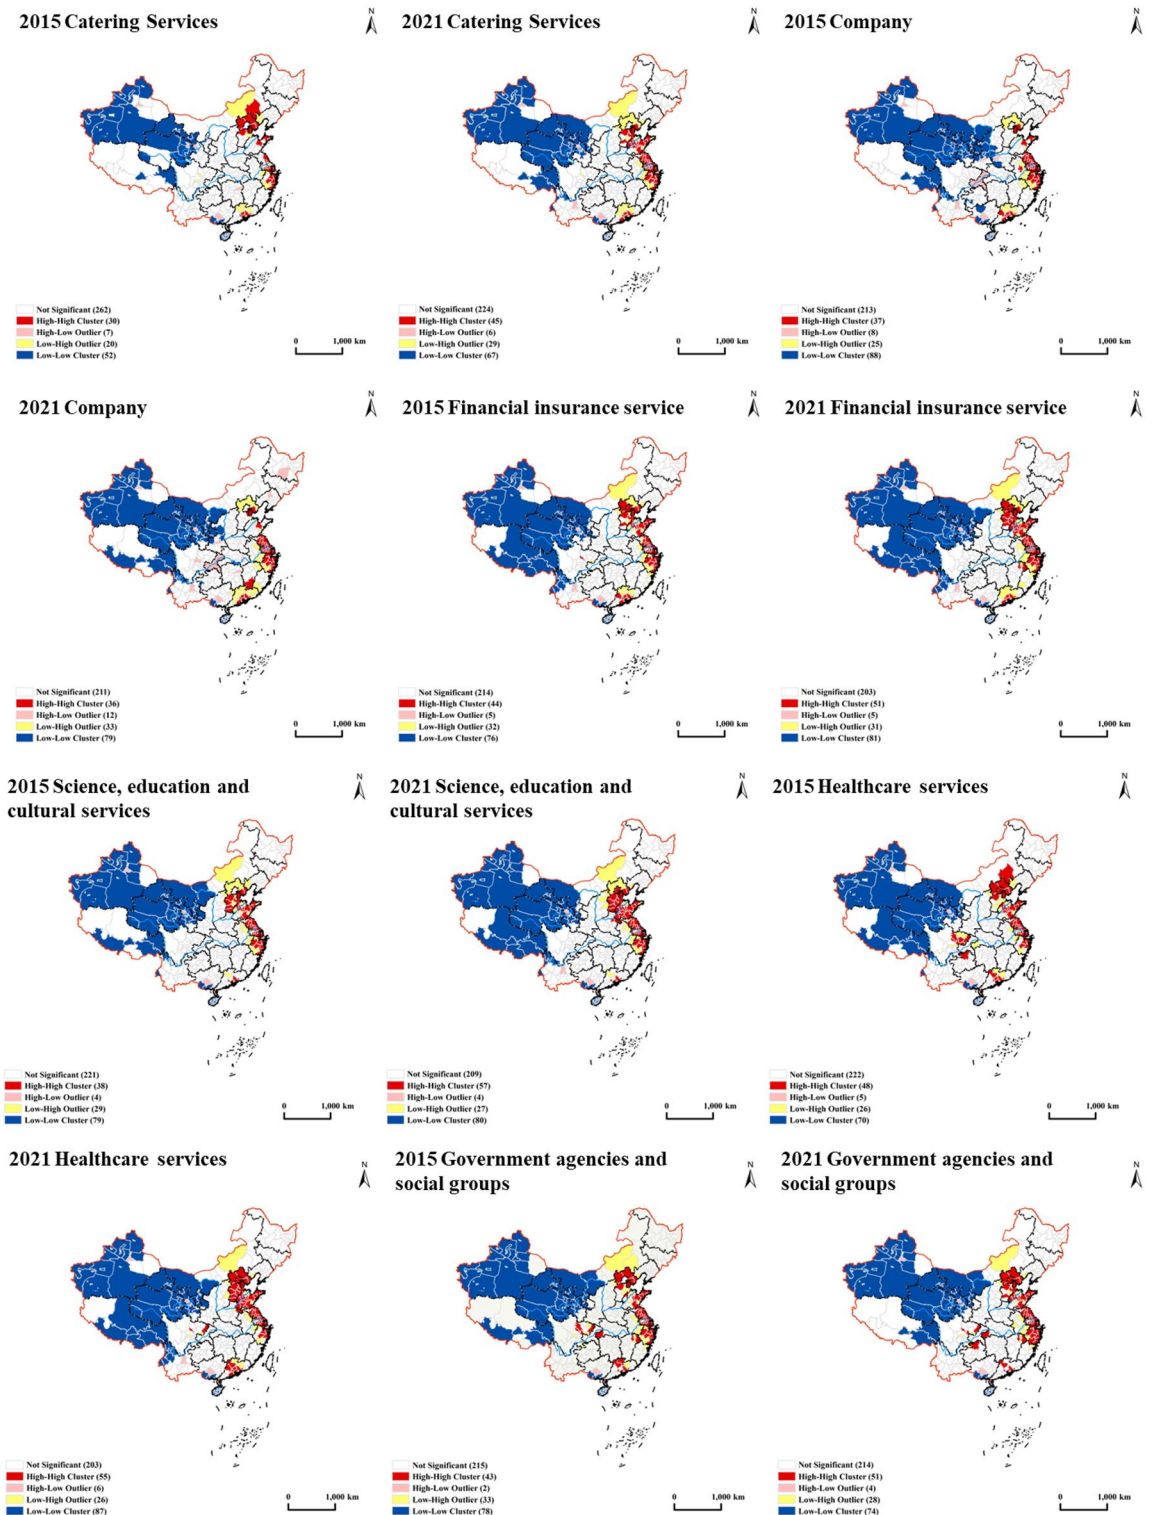 2015 Catering Services
N
Not Significant (262)
High-High Cluster (30)
High-Low Outlier (7)
Low-High Outlier (20)
Low-Low Cluster (52)
0 1,000 km
2021 Catering Services
N
Not Significant (224)
High-High Cluster (45)
High-Low Outlier (6)
Low-High Outlier (29)
Low-Low Cluster (67)
0 1,000 km
2015 Company
N
Not Significant (213)
High-High Cluster (37)
High-Low Outlier (8)
Low-High Outlier (25)
Low-Low Cluster (88)
0 1,000 km
2021 Company
N
Not Significant (211)
High-High Cluster (36)
High-Low Outlier (12)
Low-High Outlier (33)
Low-Low Cluster (79)
0 1,000 km
2015 Financial insurance service
N
Not Significant (214)
High-High Cluster (44)
High-Low Outlier (5)
Low-High Outlier (32)
Low-Low Cluster (76)
0 1,000 km
2021 Financial insurance service
N
Not Significant (203)
High-High Cluster (51)
High-Low Outlier (5)
Low-High Outlier (31)
Low-Low Cluster (81)
0 1,000 km
2015 Science, education and
cultural services
N
Not Significant (221)
High-High Cluster (38)
High-Low Outlier (4)
Low-High Outlier (29)
Low-Low Cluster (79)
0 1,000 km
2021 Science, education and
cultural services
N
Not Significant (209)
High-High Cluster (57)
High-Low Outlier (4)
Low-High Outlier (27)
Low-Low Cluster (80)
0 1,000 km
2015 Healthcare services
N
Not Significant (222)
High-High Cluster (48)
High-Low Outlier (5)
Low-High Outlier (26)
Low-Low Cluster (70)
0 1,000 km
2021 Healthcare services
N
Not Significant (203)
High-High Cluster (55)
High-Low Outlier (6)
Low-High Outlier (26)
Low-Low Cluster (87)
0 1,000 km
2015 Government agencies and
social groups
N
Not Significant (215)
High-High Cluster (43)
High-Low Outlier (2)
Low-High Outlier (33)
Low-Low Cluster (78)
0 1,000 km
2021 Government agencies and
social groups
N
Not Significant (214)
High-High Cluster (51)
High-Low Outlier (4)
Low-High Outlier (28)
Low-Low Cluster (74)
0 1,000 km